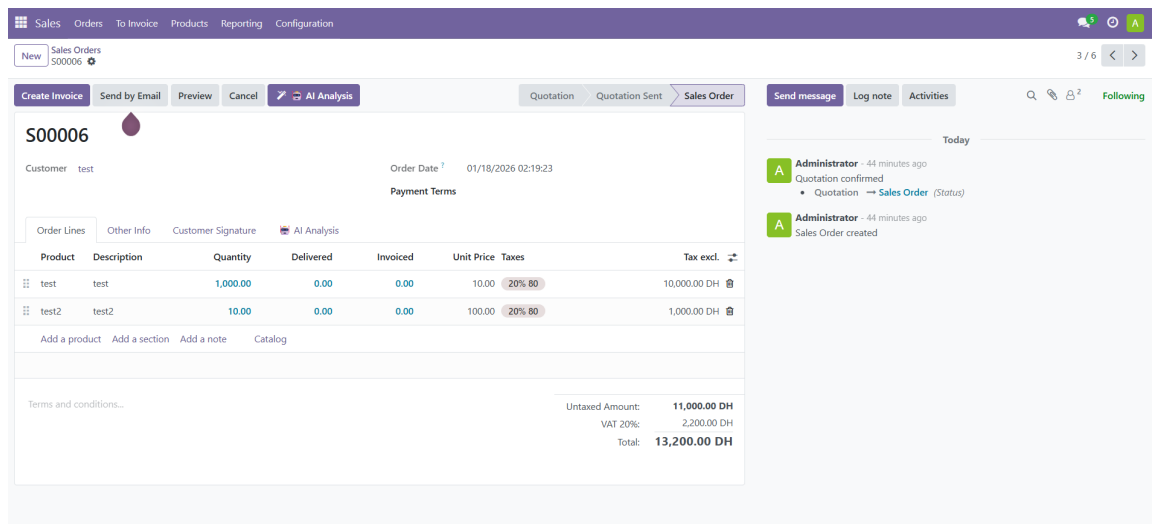 Sales Orders To Invoice Products Reporting Configuration 5 A
New Sales Orders 3 / 6
S00006
Create Invoice Send by Email Preview Cancel AI Analysis Quotation Quotation Sent Sales Order Send message Log note Activities 2 Following
S00006
Customer test Order Date ? 01/18/2026 02:19:23
Payment Terms
Order Lines Other Info Customer Signature AI Analysis
Product Description Quantity Delivered Invoiced Unit Price Taxes Tax excl.
test test 1,000.00 0.00 0.00 10.00 20% 80 10,000.00 DH
test2 test2 10.00 0.00 0.00 100.00 20% 80 1,000.00 DH
Add a product Add a section Add a note Catalog
Terms and conditions...
Untaxed Amount: 11,000.00 DH
VAT 20%: 2,200.00 DH
Total: 13,200.00 DH
Today
A Administrator - 44 minutes ago
Quotation confirmed
• Quotation → Sales Order (Status)
A Administrator - 44 minutes ago
Sales Order created